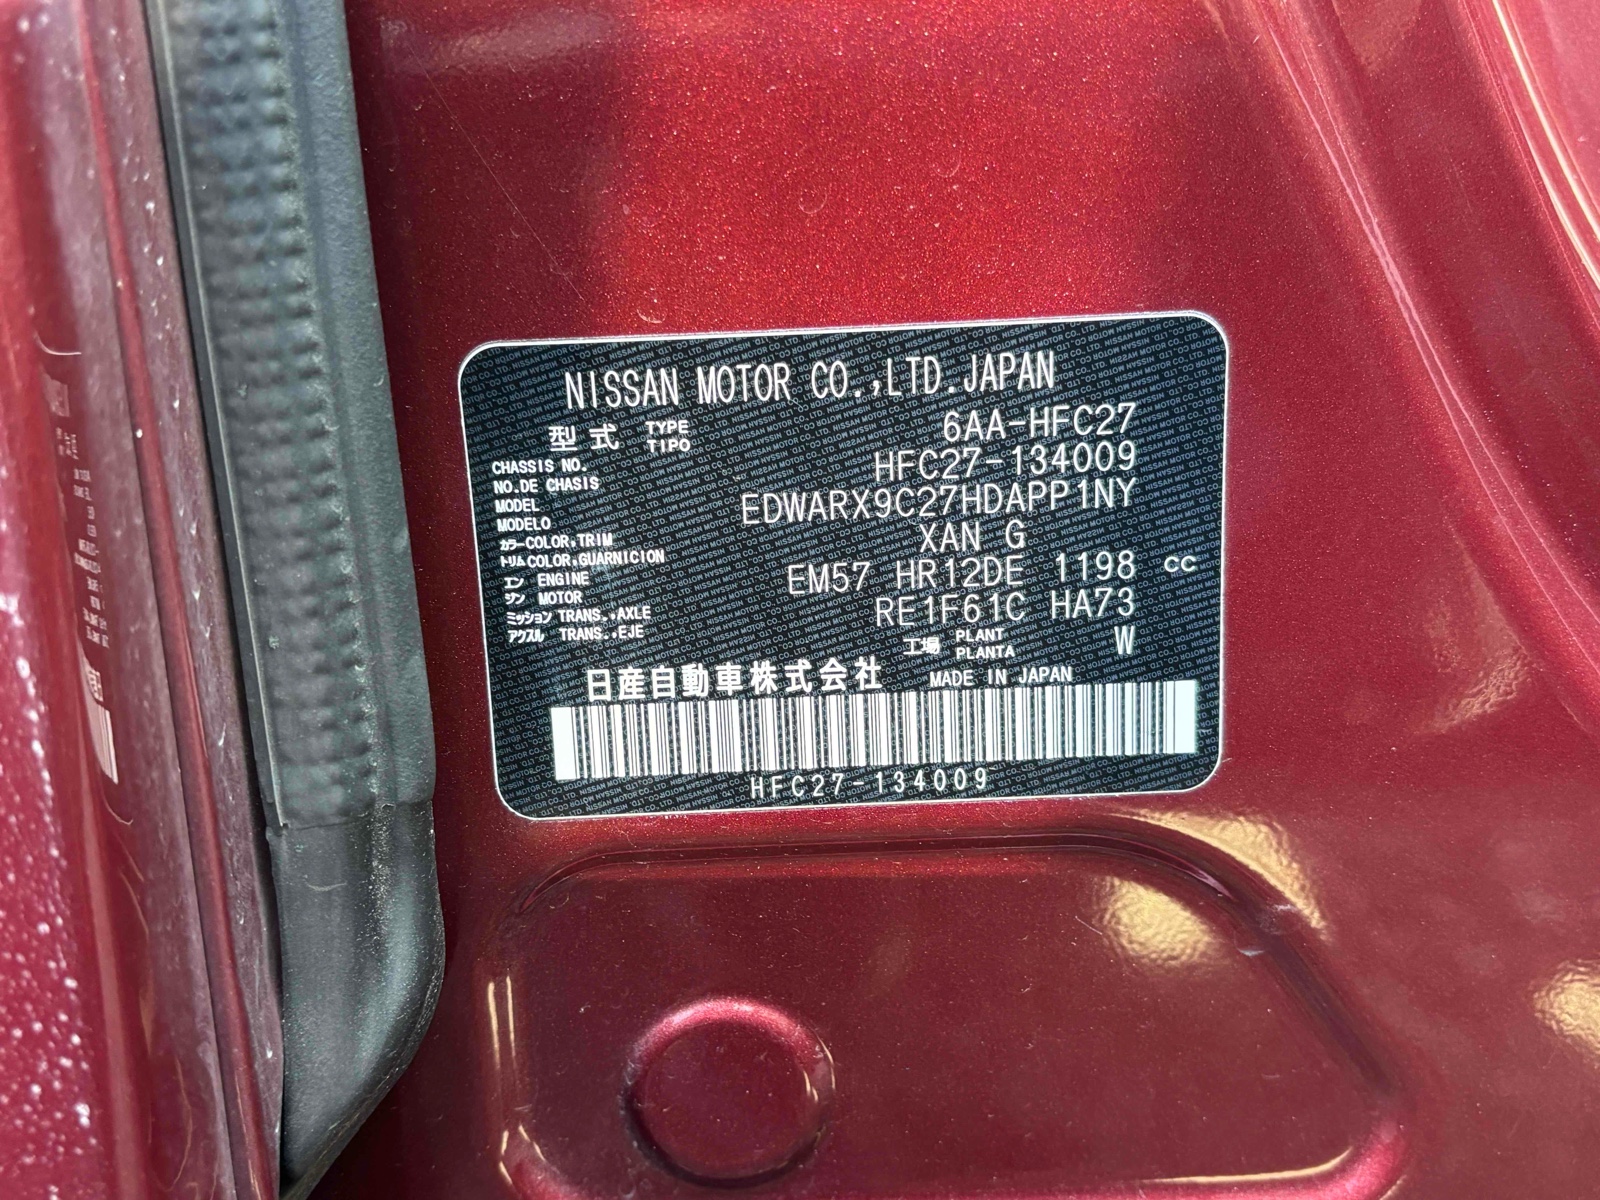 NISSAN MOTOR CO.,LTD.JAPAN
型式 TYPE TIPO 6AA-HFC27
CHASSIS NO. NO.DE CHASIS HFC27-134009
MODEL MODELO EDWARX9C27HDAPP1NY
カラー COLOR,TRIM トリム COLOR,GUARNICION XAN G
エンジン ENGINE MOTOR EM57 HR12DE 1198 cc
ミッション TRANS.,AXLE アクスル TRANS.,EJE RE1F61C HA73
工場 PLANT PLANTA W
日産自動車株式会社 MADE IN JAPAN
HFC27-134009